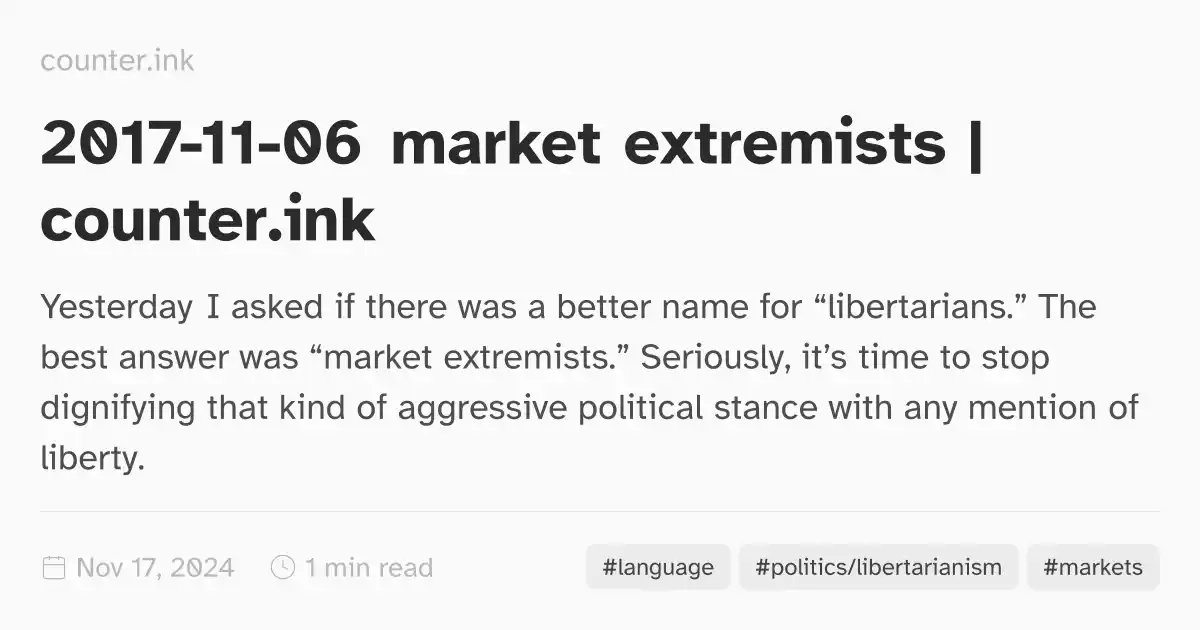 counter.ink
2017-11-06 market extremists |
counter.ink
Yesterday I asked if there was a better name for “libertarians.” The
best answer was “market extremists.” Seriously, it’s time to stop
dignifying that kind of aggressive political stance with any mention of
liberty.
Nov 17, 2024 1 min read #language #politics/libertarianism #markets